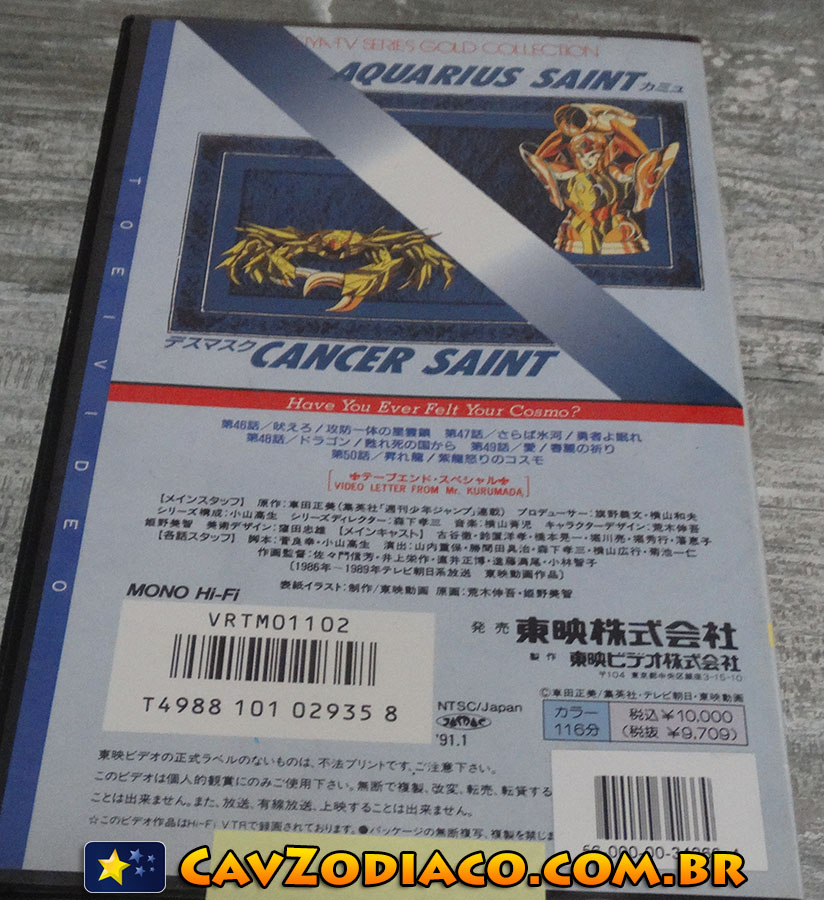 IYA-TV SERIES GOLD COLLECTION
AQUARIUS SAINT カミュ
デスマスク CANCER SAINT
TOEI VIDEO
Have You Ever Felt Your Cosmo?
第46話/吠えろ!攻防一体の星雲鎖 第47話/さらば氷河!勇者よ眠れ
第48話/ドラゴン!甦れ死の国から 第49話/愛!春麗の祈り
第50話/昇れ龍!紫龍怒りのコスモ
テープエンド・スペシャル
VIDEO LETTER FROM Mr. KURUMADA
【メインスタッフ】 原作:車田正美(集英社「週刊少年ジャンプ」連載) プロデューサー:旗野義文・横山和夫
シリーズ構成:小山高生 シリーズディレクター:森下孝三 音楽:横山菁児 キャラクターデザイン:荒木伸吾・
姫野美智 美術デザイン:窪田忠雄 【メインキャスト】 古谷徹・鈴置洋孝・橋本晃一・堀川亮・堀秀行・潘恵子
【各話スタッフ】 脚本:菅良幸・小山高生 演出:山内重保・勝間田具治・森下孝三・横山広行・菊池一仁
作画監督:佐々門信芳・井上栄作・直井正博・進藤満尾・小林智子
(1986年―1989年テレビ朝日系放送 東映動画作品)
表紙イラスト:制作/東映動画 原画:荒木伸吾・姫野美智
MONO Hi-Fi
VRTM01102
T4988 101 02935 8
発売 東映株式会社
製作 東映ビデオ株式会社
〒104 東京都中央区銀座3-15-10
©車田正美/集英社・テレビ朝日・東映動画
NTSC/Japan
'91.1
カラー 116分
税込¥10,000
(税抜 ¥9,709)
東映ビデオの正式ラベルのないものは、不法プリントです。ご注意下さい。
このビデオは個人的観賞にのみご使用下さい。無断で複製、改変、転売、転貸する
ことは出来ません。また、放送、有線放送、上映することは出来ません。
☆このビデオ作品はHi-Fi VTRで録画されております。●パッケージの無断複写、複製を禁じま
CavZodiaco.com.br